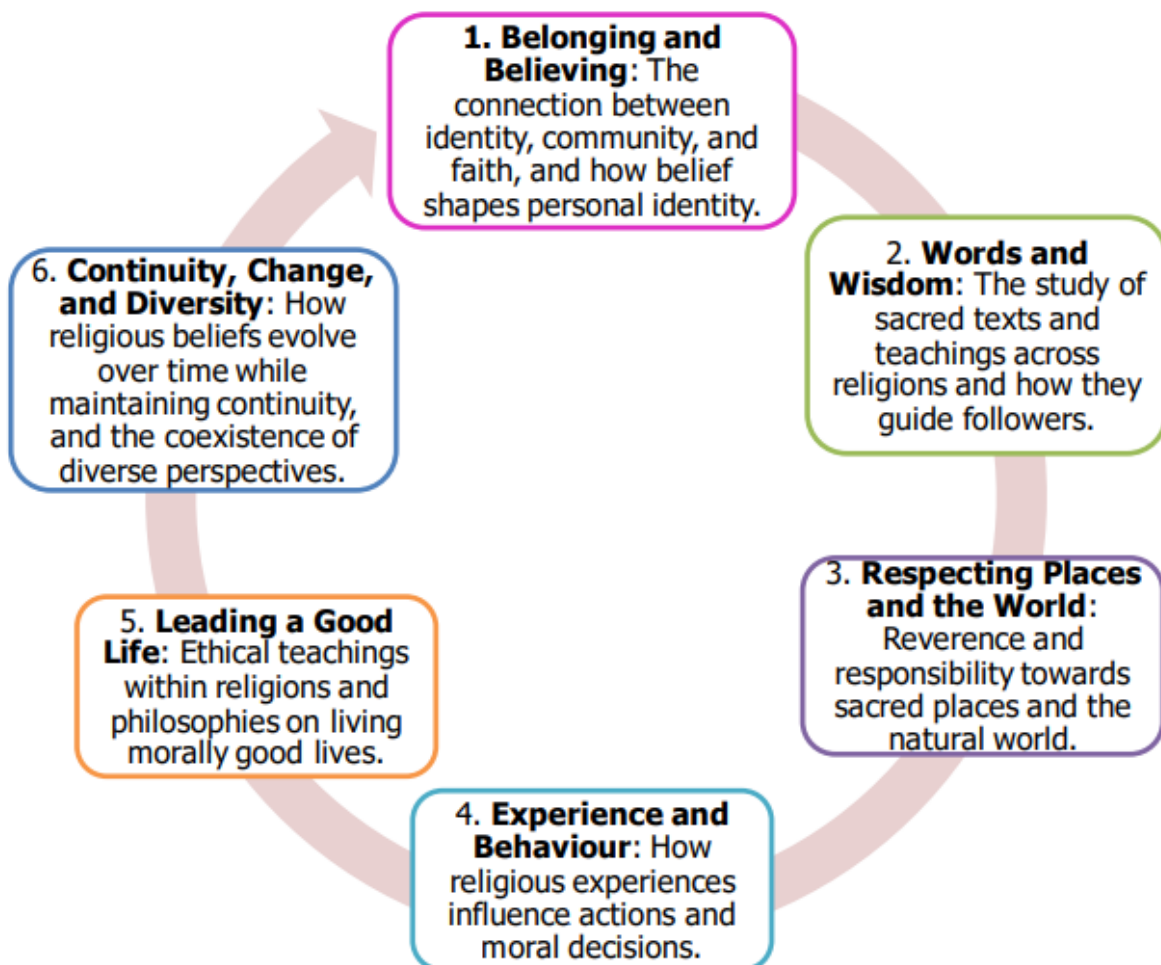 1. Belonging and
Believing: The
connection between
identity, community, and
faith, and how belief
shapes personal identity.
2. Words and
Wisdom: The study of
sacred texts and
teachings across
religions and how they
guide followers.
3. Respecting Places
and the World:
Reverence and
responsibility towards
sacred places and the
natural world.
4. Experience and
Behaviour: How
religious experiences
influence actions and
moral decisions.
5. Leading a Good
Life: Ethical teachings
within religions and
philosophies on living
morally good lives.
6. Continuity, Change,
and Diversity: How
religious beliefs evolve
over time while
maintaining continuity,
and the coexistence of
diverse perspectives.